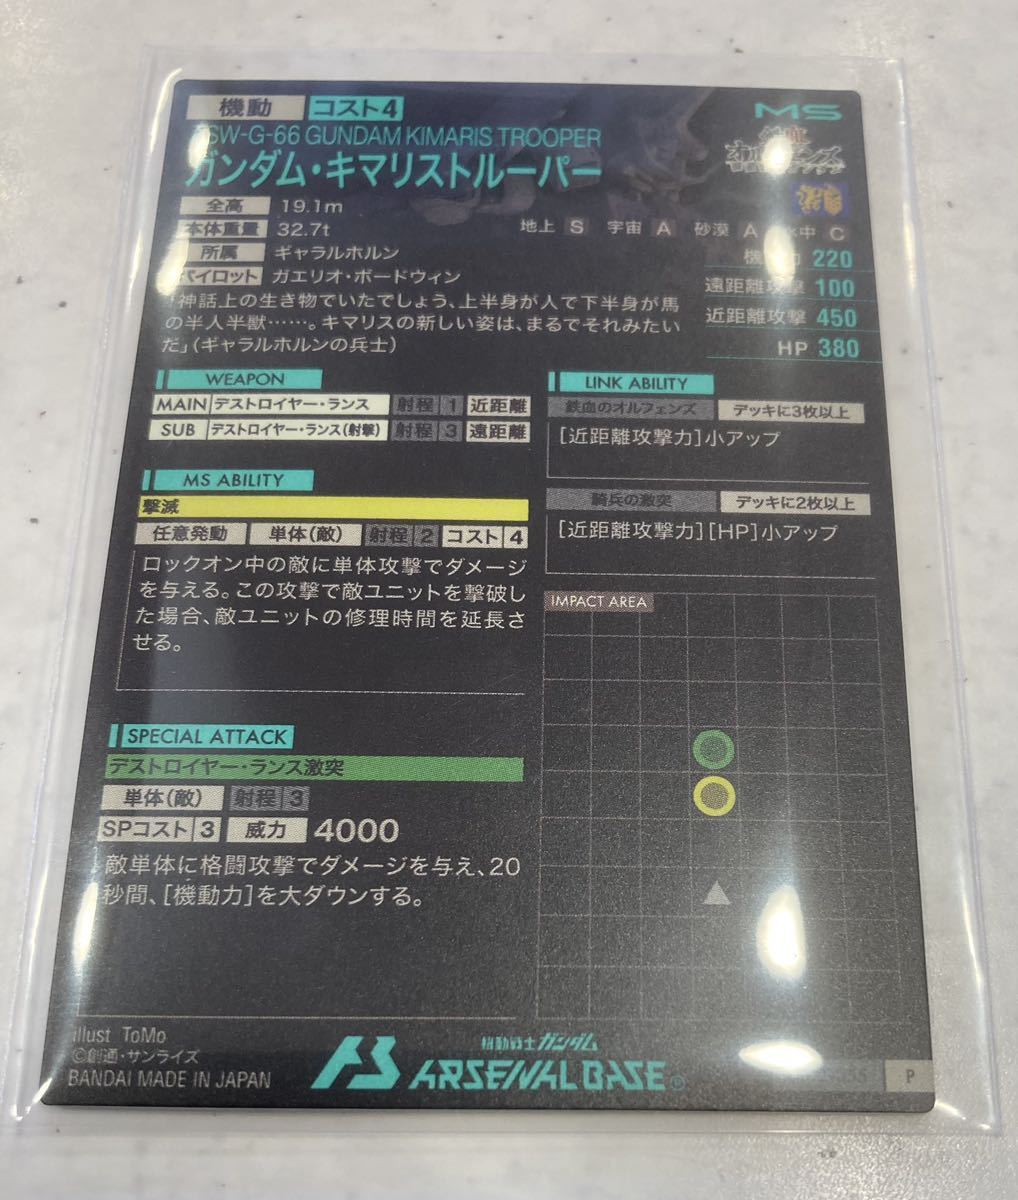 機動 コスト4 MS
SW-G-66 GUNDAM KIMARIS TROOPER
ガンダム・キマリストルーパー
全高 19.1m
本体重量 32.7t
地上 S 宇宙 A 砂漠 A 水中 C
所属 ギャラルホルン
パイロット ガエリオ・ボードウィン
機動力 220
遠距離攻撃 100
近距離攻撃 450
HP 380
「神話上の生き物でいたでしょう、上半身が人で下半身が馬
の半人半獣……。キマリスの新しい姿は、まるでそれみたい
だ」(ギャラルホルンの兵士)
WEAPON
MAIN デストロイヤー・ランス 射程 1 近距離
SUB デストロイヤー・ランス(射撃) 射程 3 遠距離
MS ABILITY
撃滅
任意発動 単体(敵) 射程 2 コスト 4
ロックオン中の敵に単体攻撃でダメージ
を与える。この攻撃で敵ユニットを撃破し
た場合、敵ユニットの修理時間を延長さ
せる。
SPECIAL ATTACK
デストロイヤー・ランス激突
単体(敵) 射程 3
SPコスト 3 威力 4000
敵単体に格闘攻撃でダメージを与え、20
秒間、[機動力]を大ダウンする。
LINK ABILITY
鉄血のオルフェンズ デッキに3枚以上
[近距離攻撃力]小アップ
騎兵の激突 デッキに2枚以上
[近距離攻撃力][HP]小アップ
IMPACT AREA
illust ToMo
©創通・サンライズ
BANDAI MADE IN JAPAN
機動戦士ガンダム
ARSENAL BASE
P